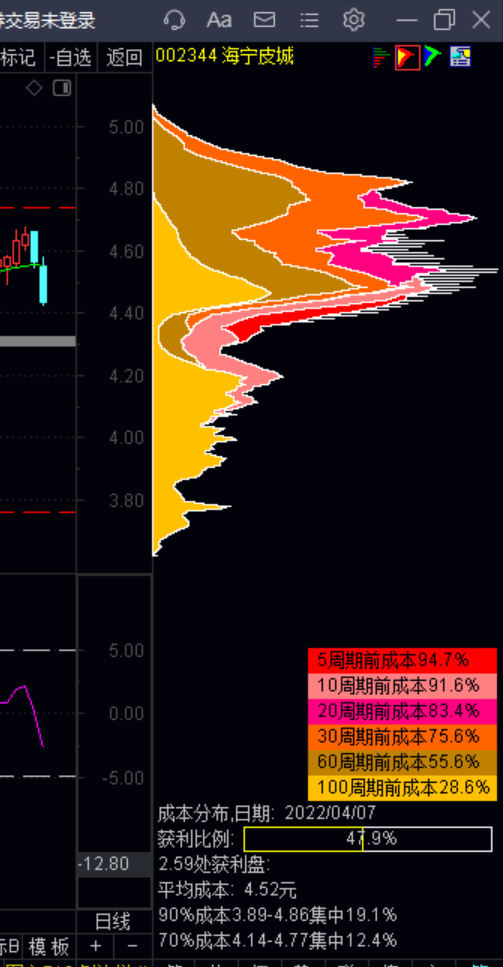 券交易未登录 Aa
标记 -自选 返回 002344 海宁皮城
5.00
4.80
4.60
4.40
4.20
4.00
3.80
5.00
0.00
-5.00
5周期前成本94.7%
10周期前成本91.6%
20周期前成本83.4%
30周期前成本75.6%
60周期前成本55.6%
100周期前成本28.6%
成本分布,日期: 2022/04/07
获利比例: 47.9%
-12.80 2.59处获利盘:
平均成本: 4.52元
日线 90%成本3.89-4.86集中19.1%
标B 模板 + - 70%成本4.14-4.77集中12.4%